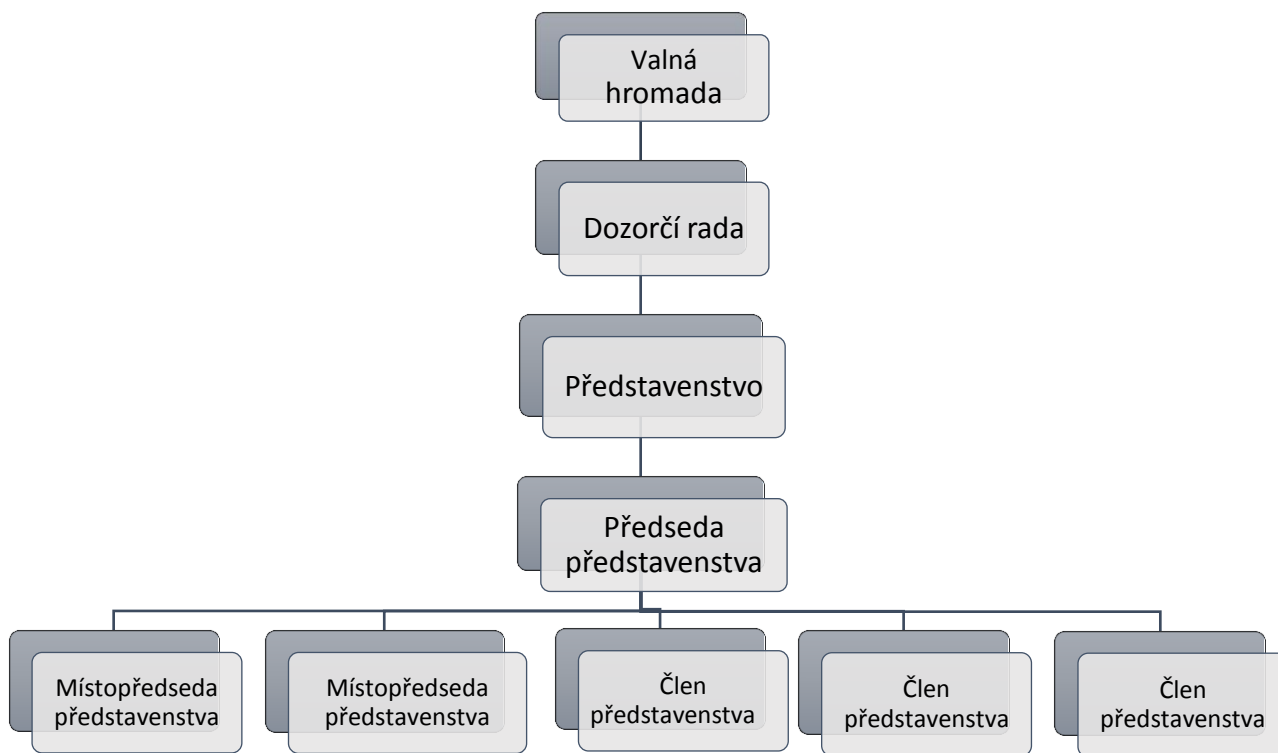 Valná
hromada
Dozorčí rada
Představenstvo
Předseda
představenstva
Místopředseda
představenstva
Místopředseda
představenstva
Člen
představenstva
Člen
představenstva
Člen
představenstva